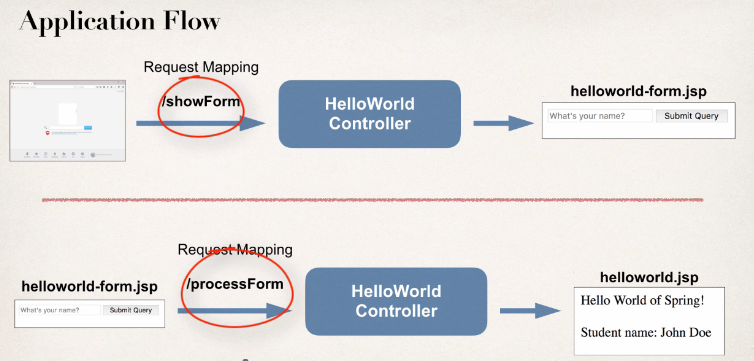 Application Flow
Request Mapping
/showForm
HelloWorld
Controller
helloworld-form.jsp
What's your name?
Submit Query
Request Mapping
helloworld-form.jsp
/processForm
What's your name?
Submit Query
HelloWorld
Controller
helloworld.jsp
Hello World of Spring!
Student name: John Doe